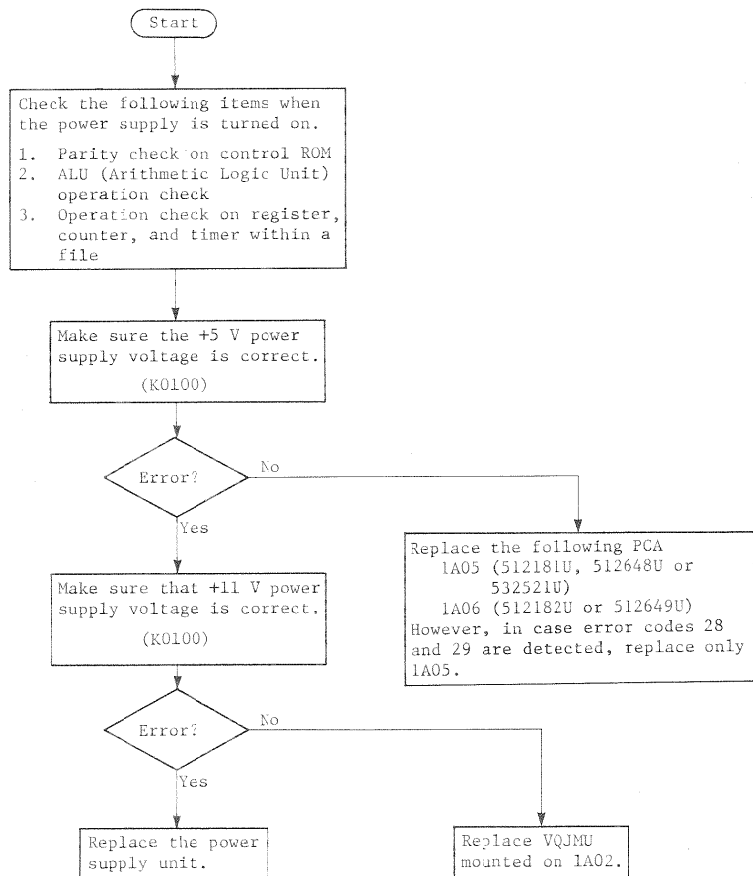 Start
Check the following items when
the power supply is turned on.
1. Parity check on control ROM
2. ALU (Arithmetic Logic Unit)
operation check
3. Operation check on register,
counter, and timer within a
file
Make sure the +5 V power
supply voltage is correct.
(K0100)
Error?
No
Yes
Replace the following PCA
1A05 (512181U, 512648U or
532521U)
1A06 (512182U or 512649U)
However, in case error codes 28
and 29 are detected, replace only
1A05.
Make sure that +11 V power
supply voltage is correct.
(K0100)
Error?
No
Yes
Replace the power
supply unit.
Replace VQJMU
mounted on 1A02.